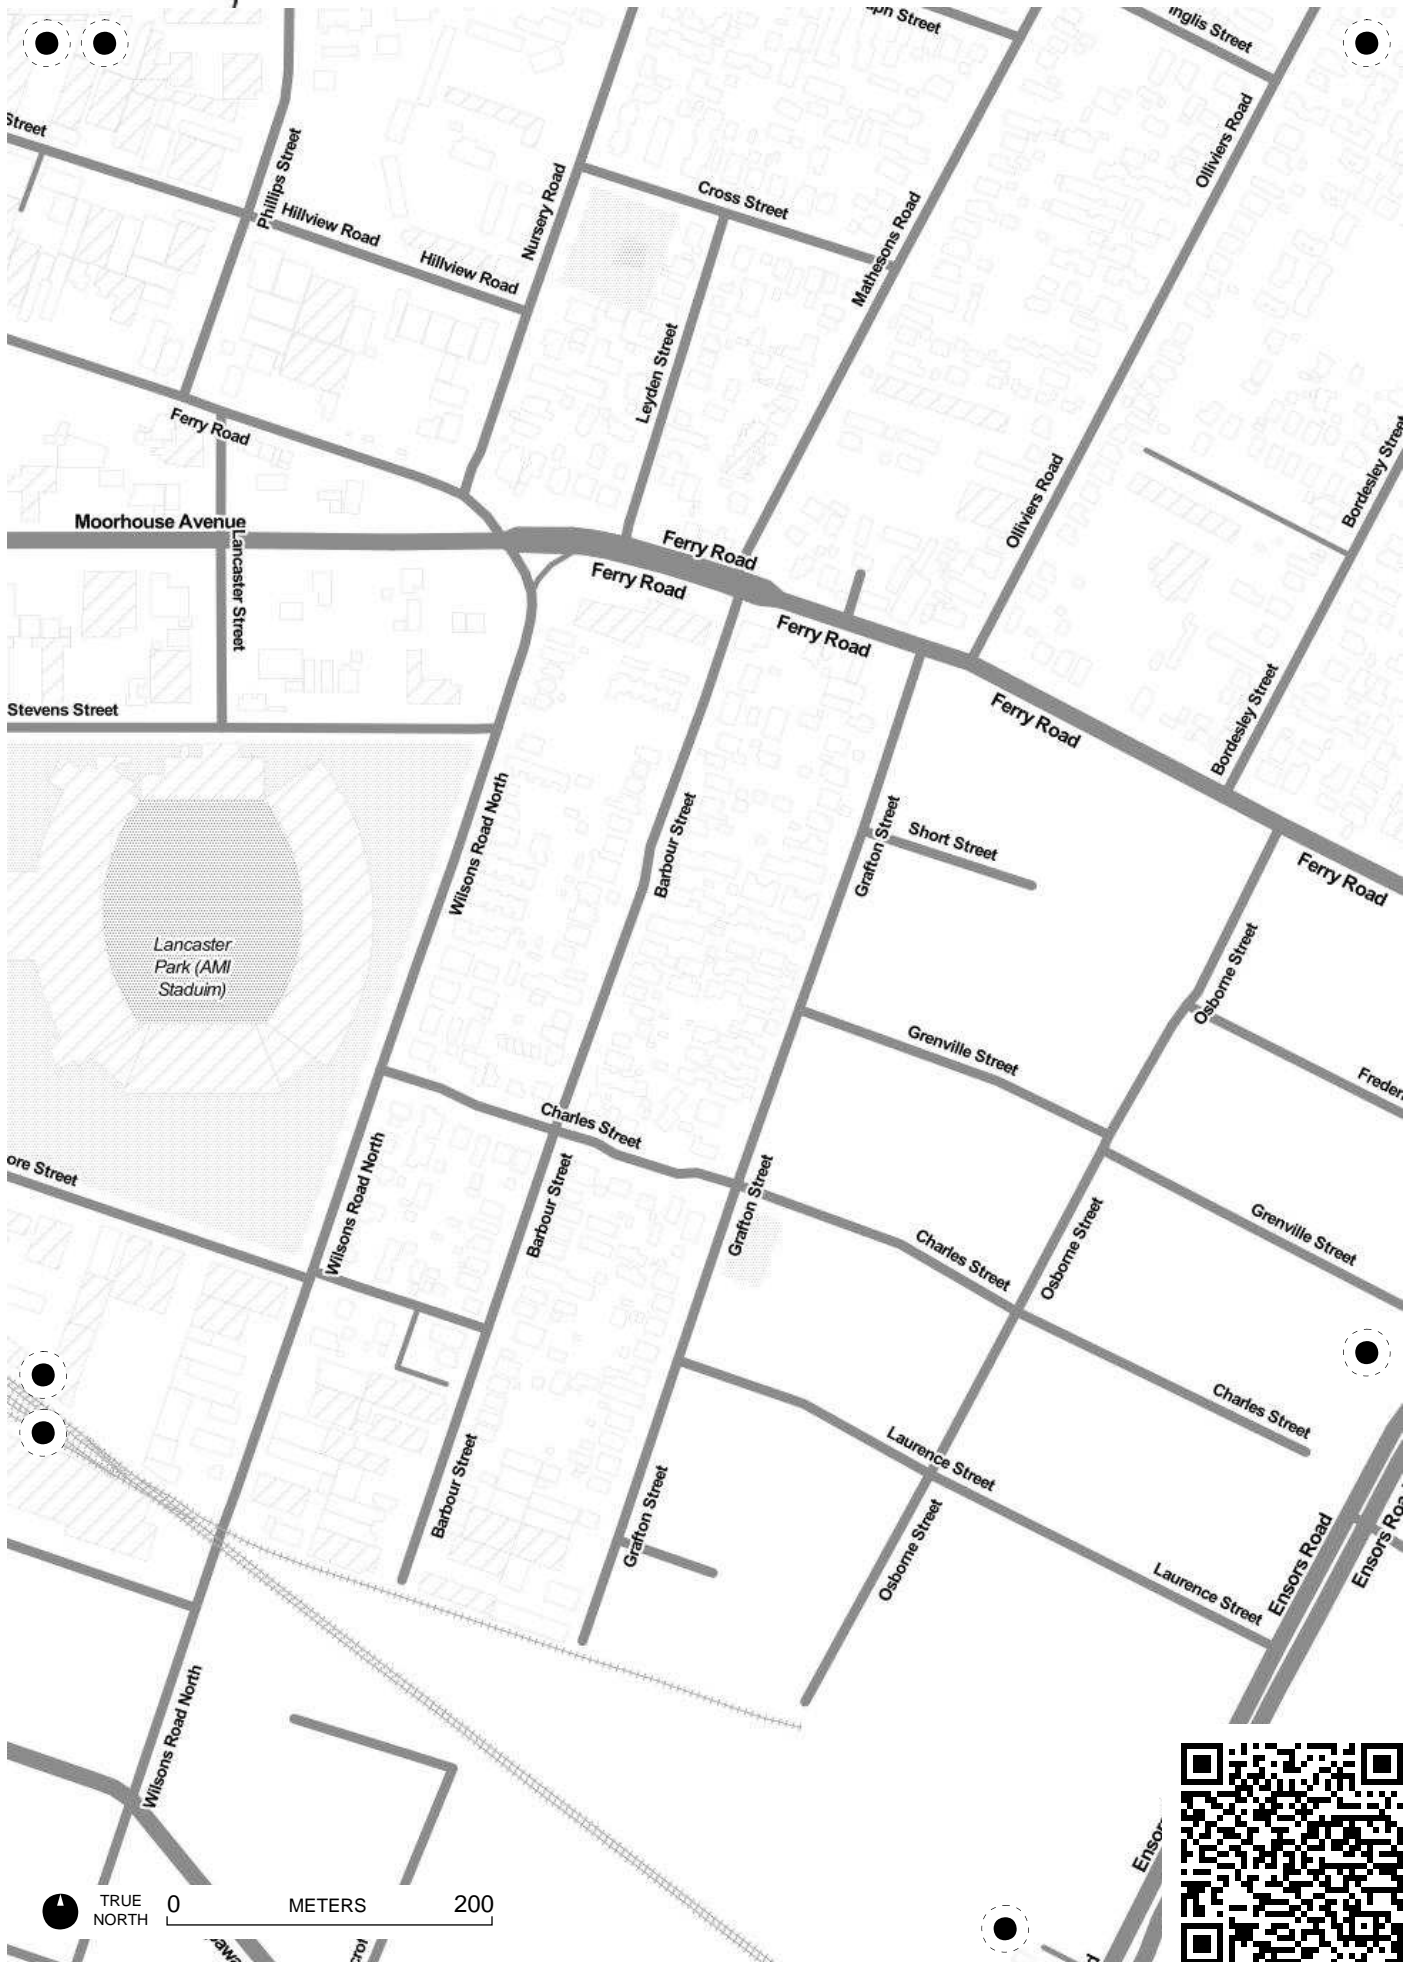 Inglis Street
Street
Phillips Street
Olliviers Road
Nursery Road
Cross Street
Hillview Road
Hillview Road
Mathesons Road
Leyden Street
Ferry Road
Bordesley Street
Olliviers Road
Moorhouse Avenue
Lancaster Street
Ferry Road
Ferry Road
Ferry Road
Bordesley Street
Stevens Street
Ferry Road
Wilsons Road North
Barbour Street
Grafton Street
Short Street
Ferry Road
Lancaster
Park (AMI
Staduim)
Osborne Street
Grenville Street
Charles Street
Wilsons Road North
Barbour Street
Grafton Street
ore Street
Osborne Street
Grenville Street
Charles Street
Charles Street
Barbour Street
Laurence Street
Grafton Street
Osborne Street
Ensors Road
Laurence Street
Wilsons Road North
TRUE
NORTH
0 METERS 200